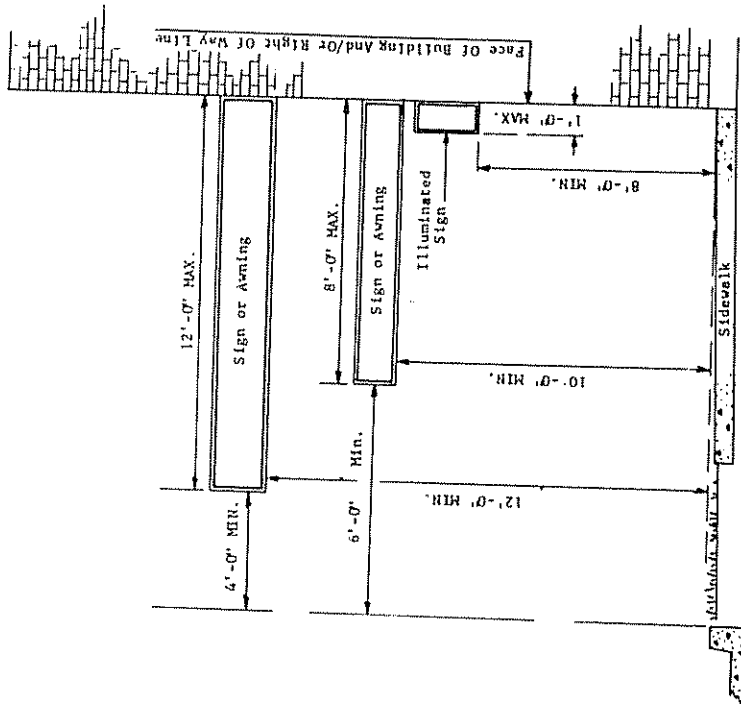 Face Of Building And/Or Right Of Way Line
12'-0" MAX.
Sign or Awning
4'-0" MIN.
12'-0" MIN.
8'-0" MAX.
Sign or Awning
6'-0" Min.
10'-0" MIN.
Illuminated
Sign
1'-0" MAX.
8'-0" MIN.
Sidewalk